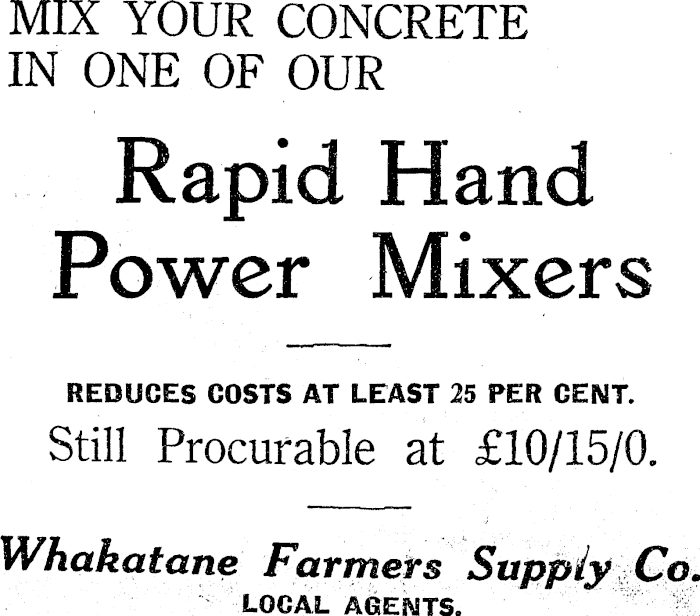 MIX YOUR CONCRETE
IN ONE OF OUR
Rapid Hand
Power Mixers
REDUCES COSTS AT LEAST 25 PER CENT.
Still Procurable at £10/15/0.
Whakatane Farmers Supply Co.
LOCAL AGENTS.